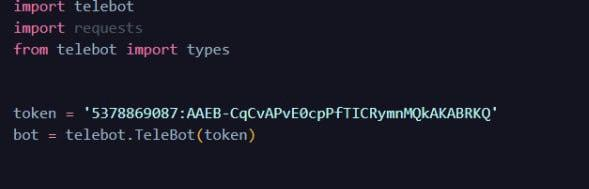 import telebot
import requests
from telebot import types
token = '5378869087:AAEB-CqCvAPvE0cpPfTICRymnMQkAKABRKQ'
bot = telebot.TeleBot(token)